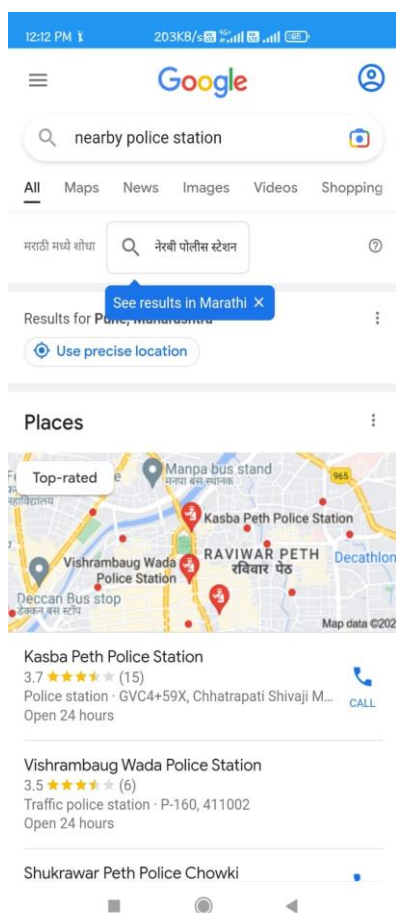 12:12 PM
203KB/s 4G 65
Google
nearby police station
All Maps News Images Videos Shopping
मराठी मध्ये शोधा
नेरबी पोलीस स्टेशन
See results in Marathi ×
Results for Pune, Maharashtra
Use precise location
Places
Top-rated
Manpa bus stand
मनपा बस स्थानक
965
Kasba Peth Police Station
Vishrambaug Wada Police Station
RAVIWAR PETH
रविवार पेठ
Decathlon
Deccan Bus stop
डेक्कन बस स्टॉप
Map data ©202
Kasba Peth Police Station
3.7 (15)
Police station · GVC4+59X, Chhatrapati Shivaji M...
Open 24 hours
CALL
Vishrambaug Wada Police Station
3.5 (6)
Traffic police station · P-160, 411002
Open 24 hours
Shukrawar Peth Police Chowki